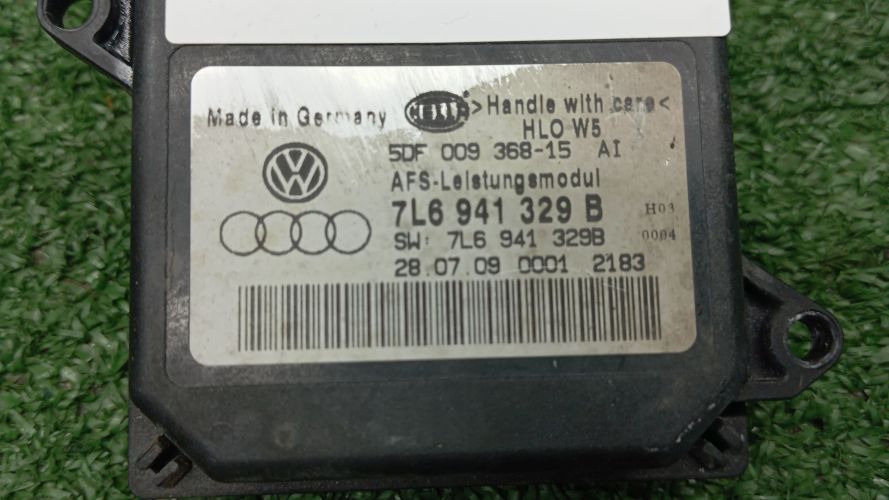 Made in Germany HELLA >Handle with care<
HLO W5
5DF 009 368-15 AI
AFS-Leistungsmodul
7L6 941 329 B H03
SW: 7L6 941 329B 0004
28.07.09 0001 2183